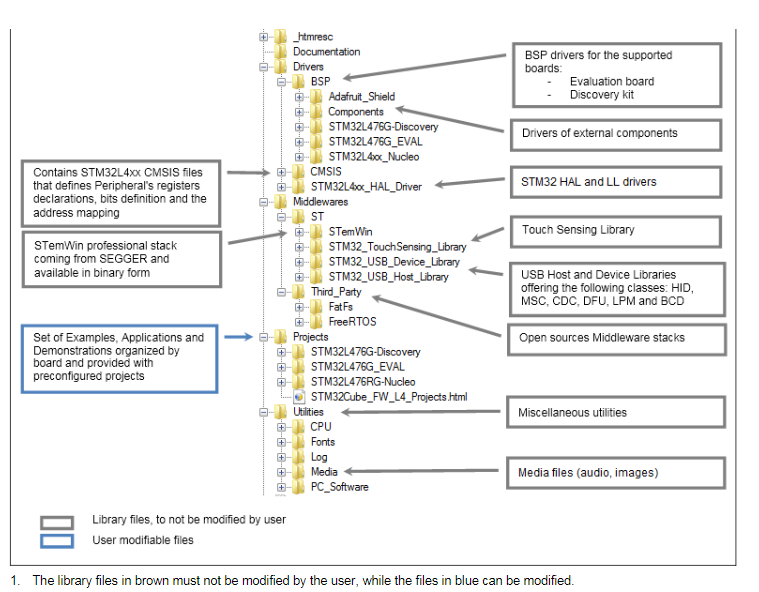 _htmresc
Documentation
Drivers
BSP
Adafruit_Shield
Components
STM32L476G-Discovery
STM32L476G_EVAL
STM32L4xx_Nucleo
CMSIS
STM32L4xx_HAL_Driver
Middlewares
ST
STemWin
STM32_TouchSensing_Library
STM32_USB_Device_Library
STM32_USB_Host_Library
Third_Party
FatFs
FreeRTOS
Projects
STM32L476G-Discovery
STM32L476G_EVAL
STM32L476RG-Nucleo
STM32Cube_FW_L4_Projects.html
Utilities
CPU
Fonts
Log
Media
PC_Software
Contains STM32L4xx CMSIS files
that defines Peripheral's registers
declarations, bits definition and the
address mapping
STemWin professional stack
coming from SEGGER and
available in binary form
Set of Examples, Applications and
Demonstrations organized by
board and provided with
preconfigured projects
BSP drivers for the supported
boards:
- Evaluation board
- Discovery kit
Drivers of external components
STM32 HAL and LL drivers
Touch Sensing Library
USB Host and Device Libraries
offering the following classes: HID,
MSC, CDC, DFU, LPM and BCD
Open sources Middleware stacks
Miscellaneous utilities
Media files (audio, images)
Library files, to not be modified by user
User modifiable files
1. The library files in brown must not be modified by the user, while the files in blue can be modified.